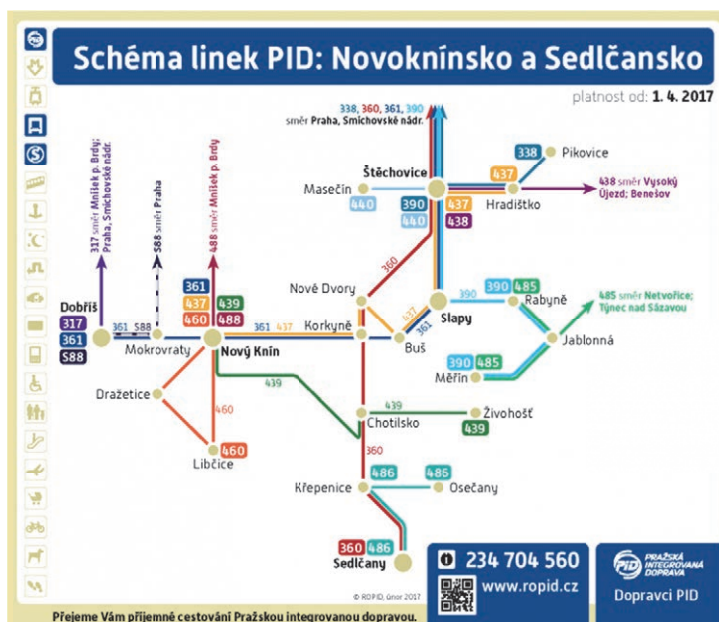 Schéma linek PID: Novoknínsko a Sedlčansko
platnost od: 1. 4. 2017
338, 360, 361, 390
směr Praha, Smíchovské nádr.
317 směr Mníšek p. Brdy;
Praha, Smíchovské nádr.
S88 směr Praha
488 směr Mníšek p. Brdy
Štěchovice
338
Pikovice
437
Masečín
440
390
440
437
438
Hradištko
438 směr Vysoký
Újezd; Benešov
360
Nové Dvory
361
437
439
460
488
Dobříš
317
361
S88
361
S88
Mokrovraty
Nový Knín
361
437
Korkyně
437
361
Buš
Slapy
390
390
485
Rabyně
485 směr Netvořice;
Týnec nad Sázavou
Jablonná
390
485
Měřín
Dražetice
460
Libčice
460
439
Chotilsko
439
Živohošť
439
360
486
486
Křepenice
Osečany
360
486
Sedlčany
234 704 560
www.ropid.cz
PID
PRAŽSKÁ
INTEGROVANÁ
DOPRAVA
Dopravci PID
© ROPID, únor 2017
Přejeme Vám příjemné cestování Pražskou integrovanou dopravou.